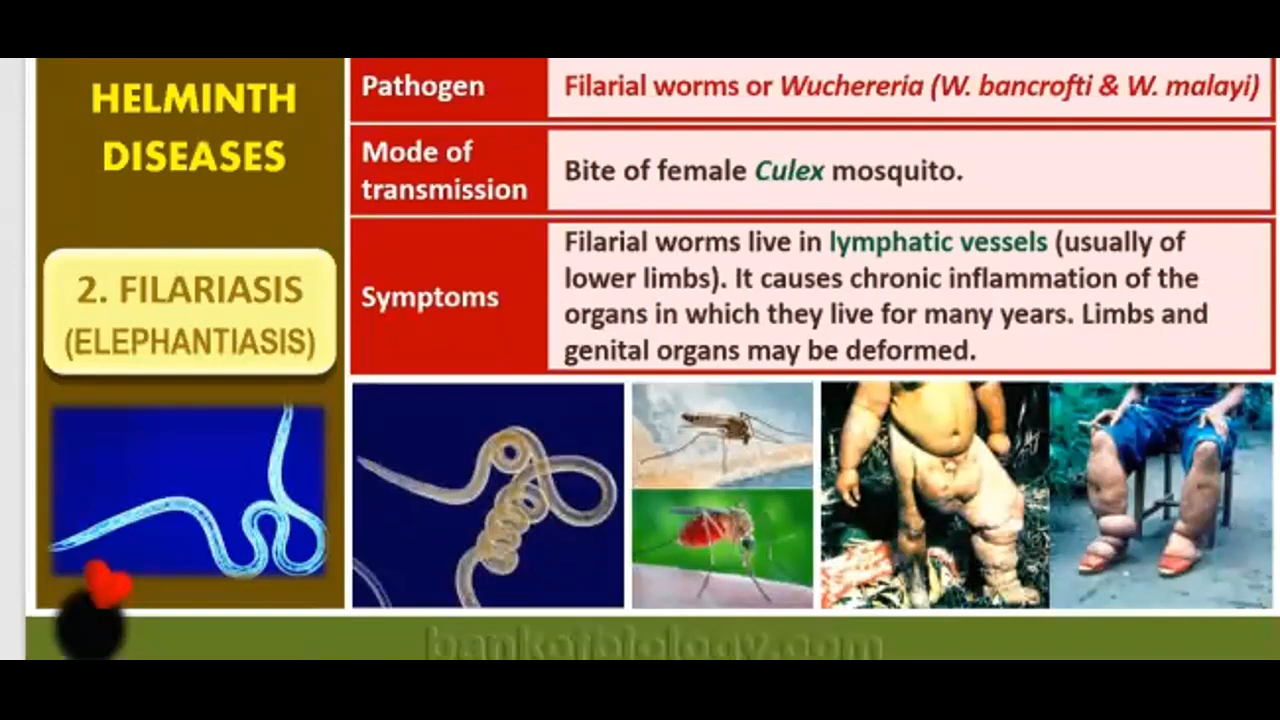 HELMINTH
DISEASES
2. FILARIASIS
(ELEPHANTIASIS)
Pathogen
Filarial worms or Wuchereria (W. bancrofti & W. malayi)
Mode of
transmission
Bite of female Culex mosquito.
Symptoms
Filarial worms live in lymphatic vessels (usually of
lower limbs). It causes chronic inflammation of the
organs in which they live for many years. Limbs and
genital organs may be deformed.